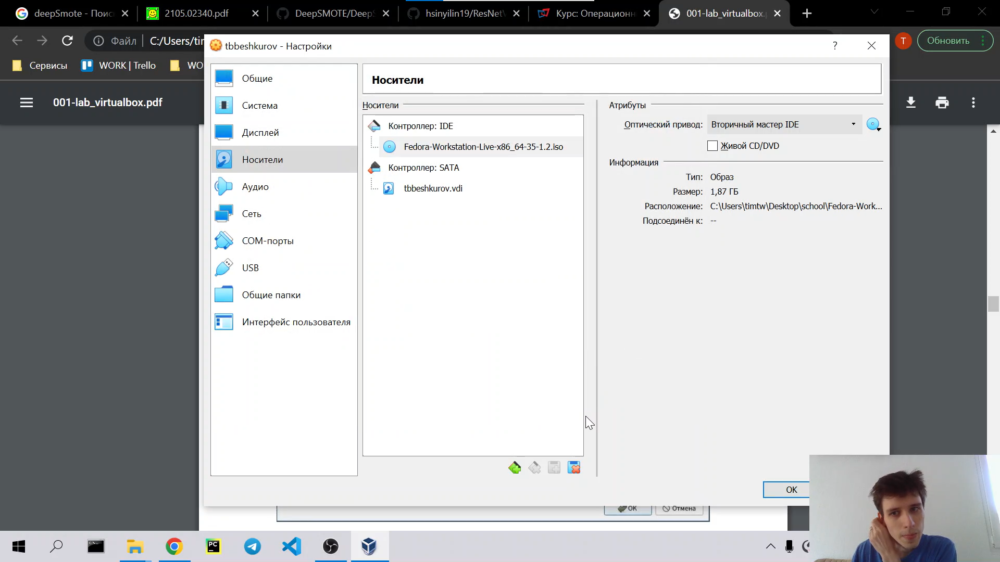 deepSmote - Поис
2105.02340.pdf
DeepSMOTE/DeepS
hsinyilin19/ResNet
Курс: Операционн
001-lab_virtualbox.
Файл
C:/Users/tim
T
Обновить
Сервисы
WORK | Trello
WO
001-lab_virtualbox.pdf
tbbeshkurov - Настройки
?
Общие
Система
Дисплей
Носители
Аудио
Сеть
COM-порты
USB
Общие папки
Интерфейс пользователя
Носители
Носители
Контроллер: IDE
Fedora-Workstation-Live-x86_64-35-1.2.iso
Контроллер: SATA
tbbeshkurov.vdi
Атрибуты
Оптический привод: Вторичный мастер IDE
Живой CD/DVD
Информация
Тип: Образ
Размер: 1,87 ГБ
Расположение: C:\Users\timtw\Desktop\school\Fedora-Work...
Подсоединён к: --
OK
OK
Отмена
PC